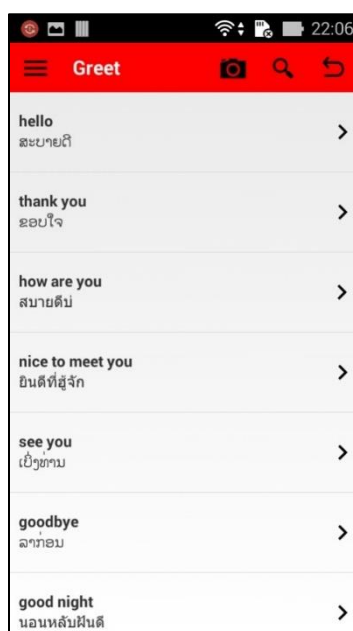 22:06
Greet
hello
ສະບາຍດີ
thank you
ຂອບໃຈ
how are you
สบายดีบ่
nice to meet you
ยินดีที่ฮู้จัก
see you
ເບິ່ງທ່ານ
goodbye
ລາກ່ອນ
good night
นอนหลับฝันดี